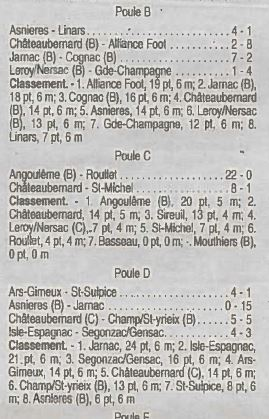 Poule B
Asnieres - Linars . . . . . . . . . . . . . . . . . . . . . . 4 - 1
Châteaubernard (B) - Alliance Foot . . . . . . . . . 2 - 8
Jarnac (B) - Cognac (B) . . . . . . . . . . . . . . . . . 7 - 2
Leroy/Nersac (B) - Gde-Champagne . . . . . . . . 1 - 4
Classement. - 1. Alliance Foot, 19 pt, 6 m; 2. Jarnac (B),
18 pt, 6 m; 3. Cognac (B), 16 pt, 6 m; 4. Châteaubernard
(B), 14 pt, 6 m; 5. Asnieres, 14 pt, 6 m; 6. Leroy/Nersac
(B), 13 pt, 6 m; 7. Gde-Champagne, 12 pt, 6 m; 8.
Linars, 7 pt, 6 m
Poule C
Angoulême (B) - Roullet . . . . . . . . . . . . . . . . . 22 - 0
Châteaubernard - St-Michel . . . . . . . . . . . . . . . 8 - 1
Classement. - 1. Angoulême (B), 20 pt, 5 m; 2.
Châteaubernard, 14 pt, 5 m; 3. Sireuil, 13 pt, 4 m; 4.
Leroy/Nersac (C), 7 pt, 4 m; 5. St-Michel, 7 pt, 4 m; 6.
Roullet, 4 pt, 4 m; 7. Basseau, 0 pt, 0 m; -. Mouthiers (B),
0 pt, 0 m
Poule D
Ars-Gimeux - St-Sulpice . . . . . . . . . . . . . . . . . 4 - 1
Asnieres (B) - Jarnac . . . . . . . . . . . . . . . . . . . 0 - 15
Châteaubernard (C) - Champ/St-yrieix (B) . . . . . 5 - 5
Isle-Espagnac - Segonzac/Gensac . . . . . . . . . . 4 - 3
Classement. - 1. Jarnac, 24 pt, 6 m; 2. Isle-Espagnac,
21 pt, 6 m; 3. Segonzac/Gensac, 16 pt, 6 m; 4. Ars-
Gimeux, 14 pt, 6 m; 5. Châteaubernard (C), 14 pt, 6 m;
6. Champ/St-yrieix (B), 13 pt, 6 m; 7. St-Sulpice, 8 pt, 6
m; 8. Asnieres (B), 6 pt, 6 m
Poule E